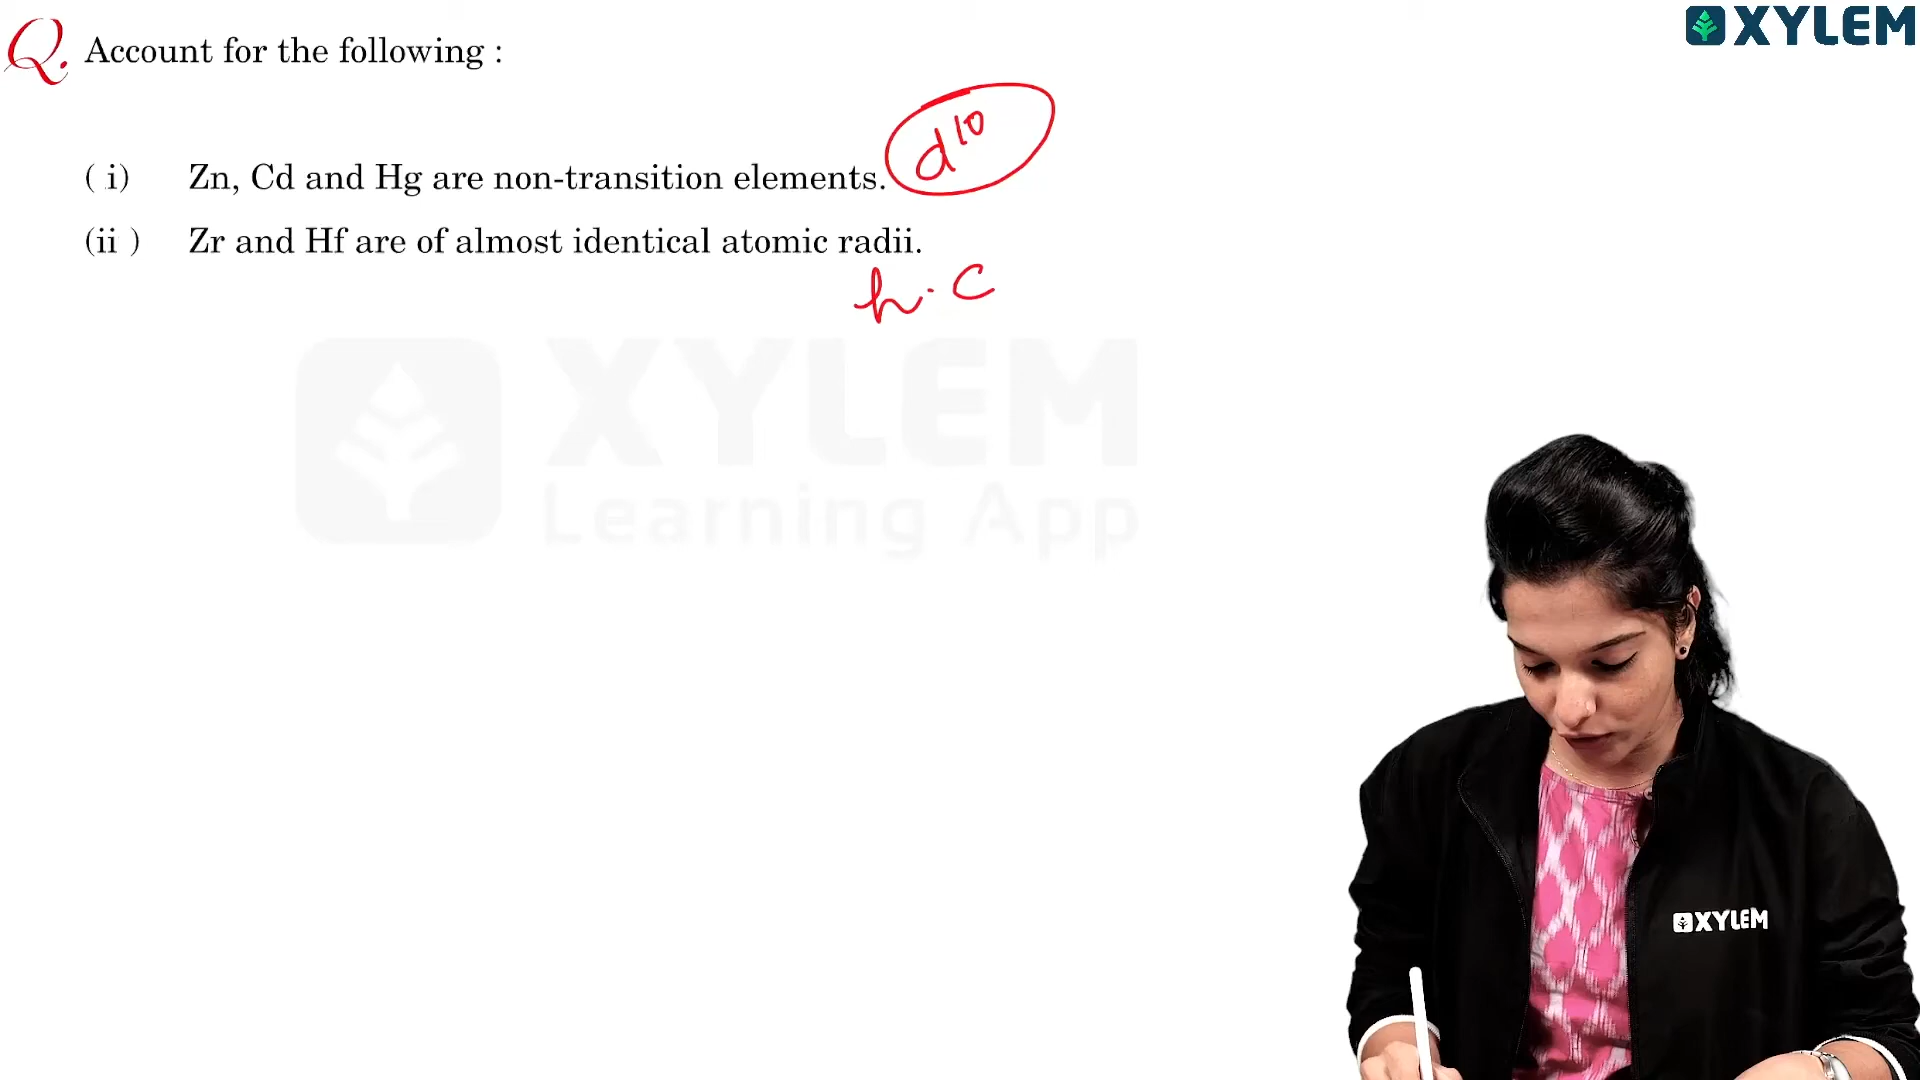 XYLEM
Q. Account for the following :
d¹⁰
( i) Zn, Cd and Hg are non-transition elements.
(ii ) Zr and Hf are of almost identical atomic radii.
h.c
XYLEM
Learning App
XYLEM